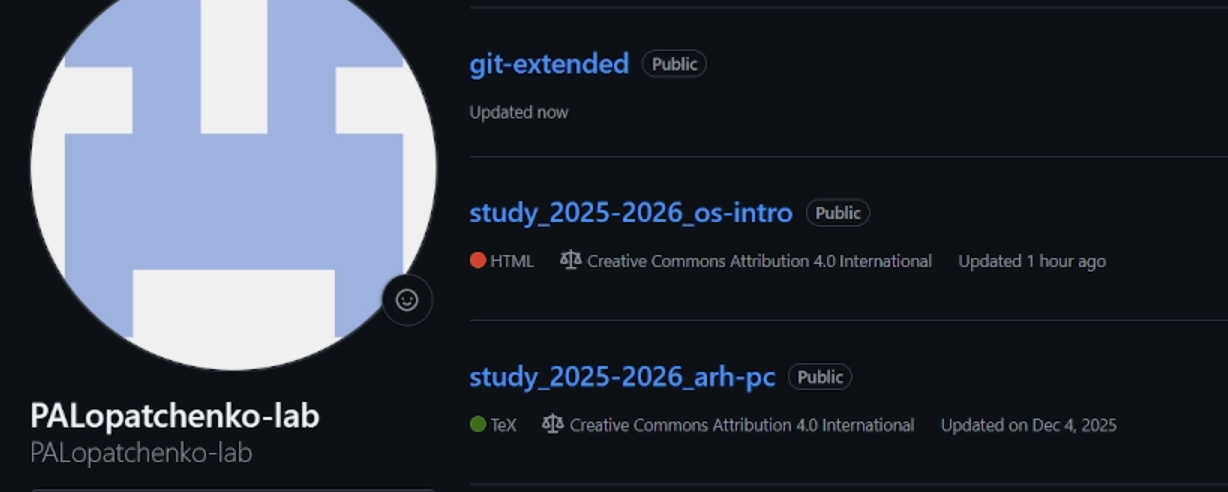 git-extended Public
Updated now
study_2025-2026_os-intro Public
HTML Creative Commons Attribution 4.0 International Updated 1 hour ago
study_2025-2026_arh-pc Public
TeX Creative Commons Attribution 4.0 International Updated on Dec 4, 2025
PALopatchenko-lab
PALopatchenko-lab